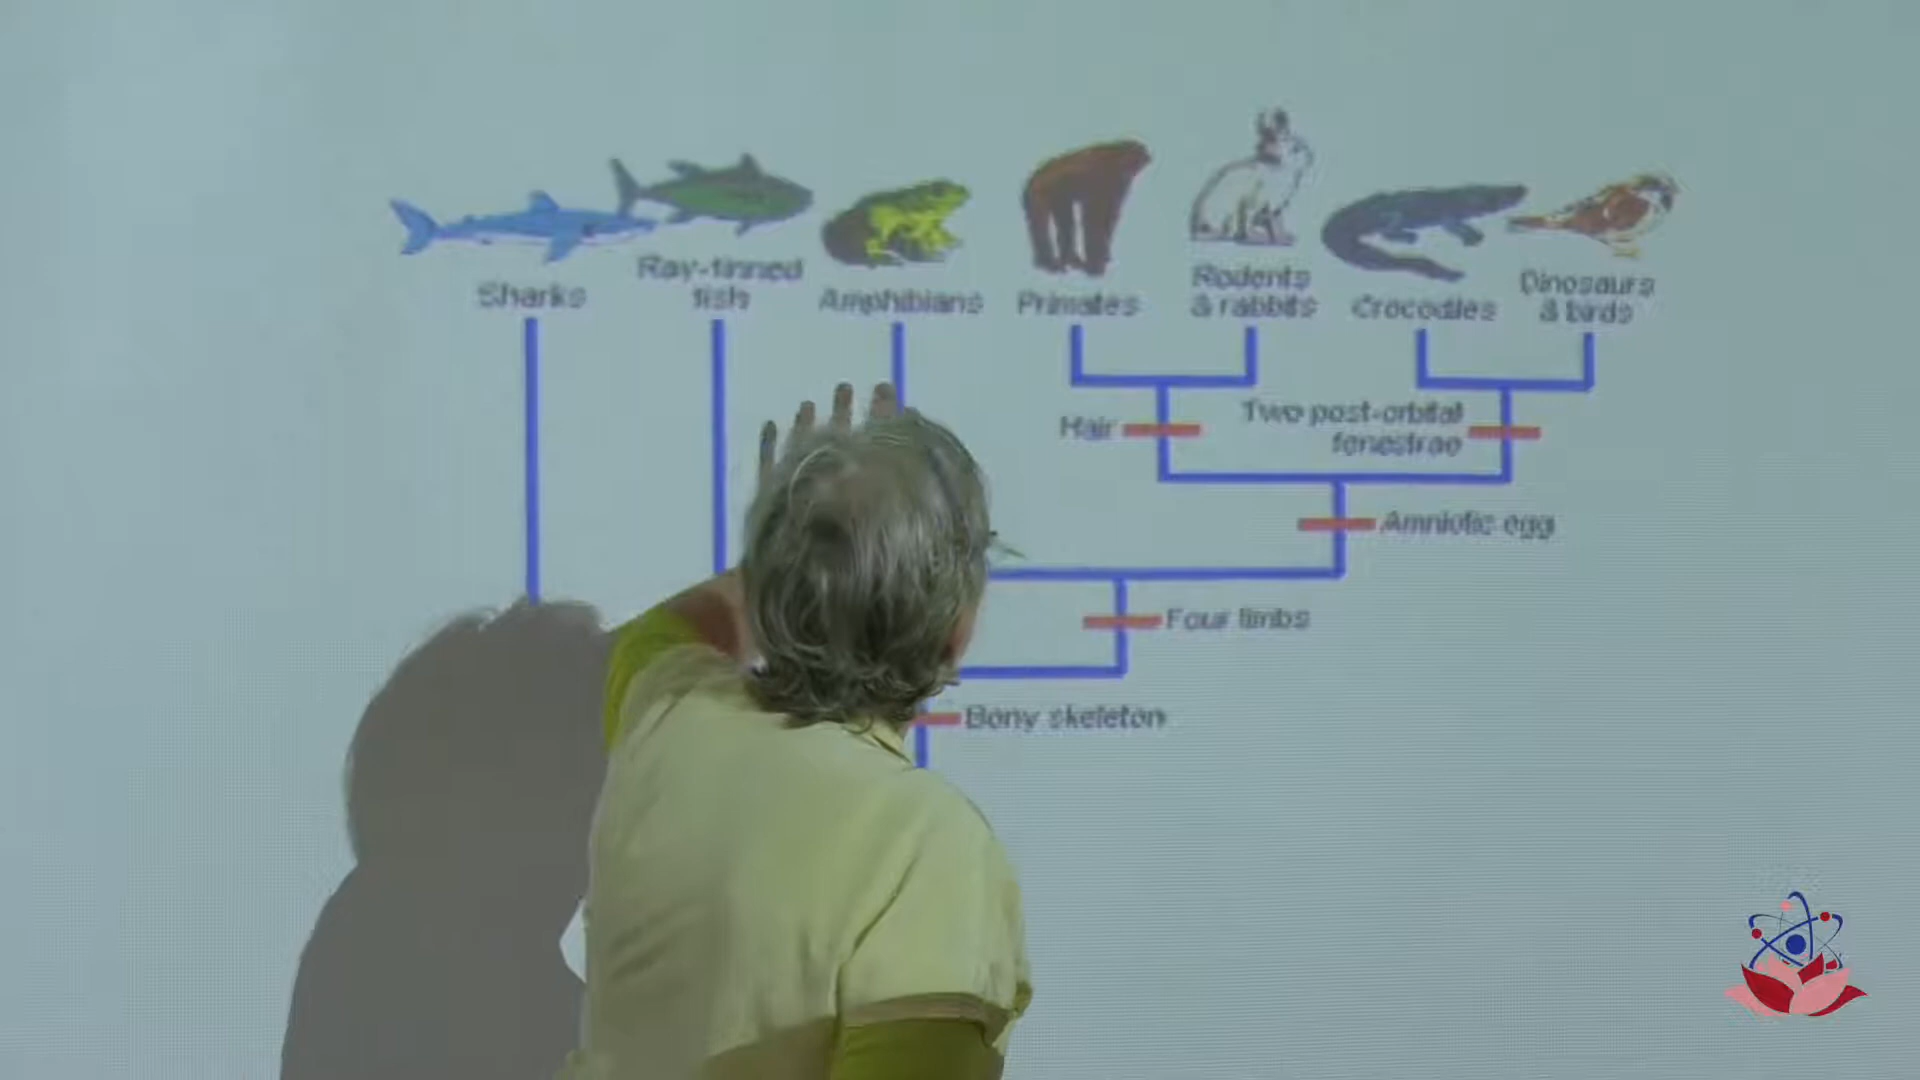 Sharks
Ray-finned
fish
Amphibians
Primates
Rodents
& rabbits
Crocodiles
Dinosaurs
& birds
Hair
Two post-orbital
fenestrae
Amniotic egg
Four limbs
Bony skeleton